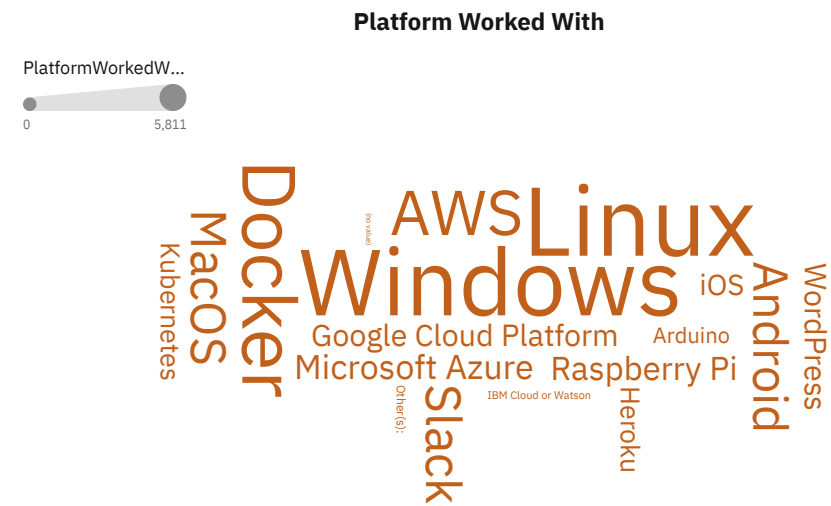 Platform Worked With
PlatformWorkedW...
0
5,811
Docker
MacOS
Kubernetes
(no value)
AWS
Linux
Windows
iOS
Android
WordPress
Google Cloud Platform
Arduino
Microsoft Azure
Raspberry Pi
Other(s):
Slack
IBM Cloud or Watson
Heroku